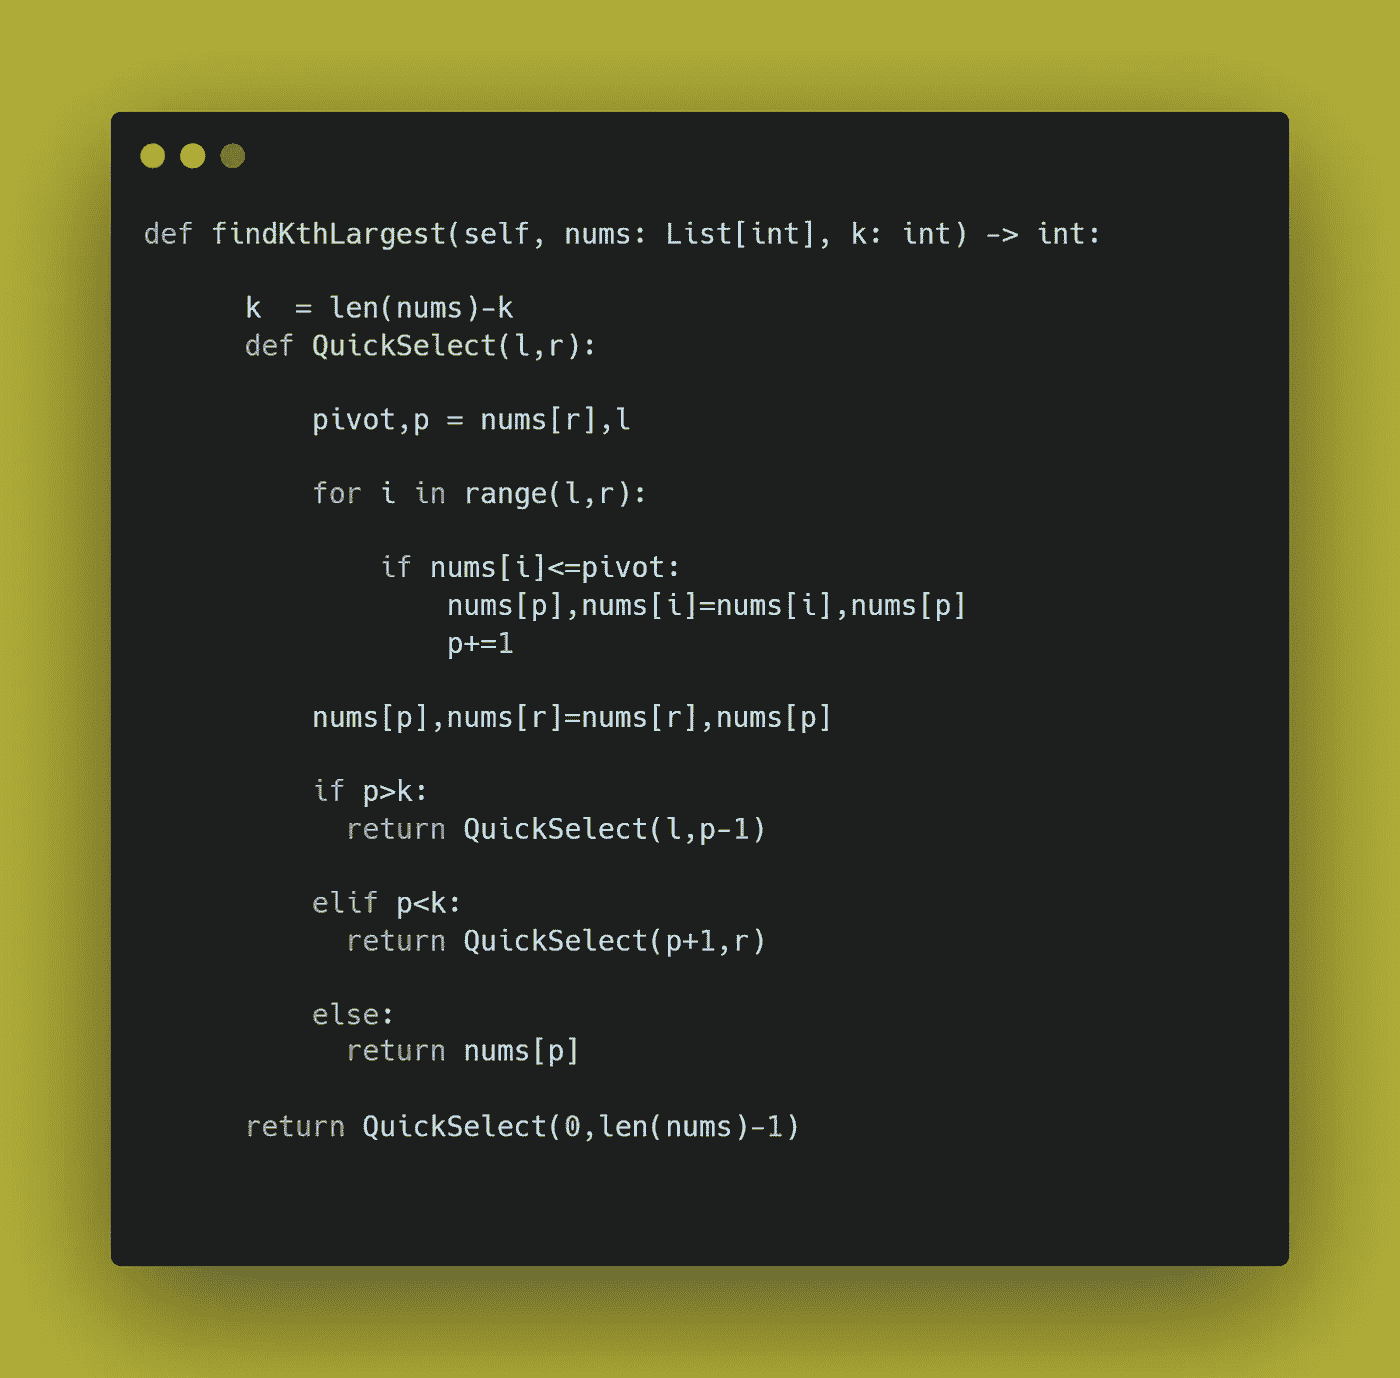 def findKthLargest(self, nums: List[int], k: int) -> int:
k  = len(nums)-k
def QuickSelect(l,r):
pivot,p = nums[r],l
for i in range(l,r):
if nums[i]<=pivot:
nums[p],nums[i]=nums[i],nums[p]
p+=1
nums[p],nums[r]=nums[r],nums[p]
if p>k:
return QuickSelect(l,p-1)
elif p<k:
return QuickSelect(p+1,r)
else:
return nums[p]
return QuickSelect(0,len(nums)-1)